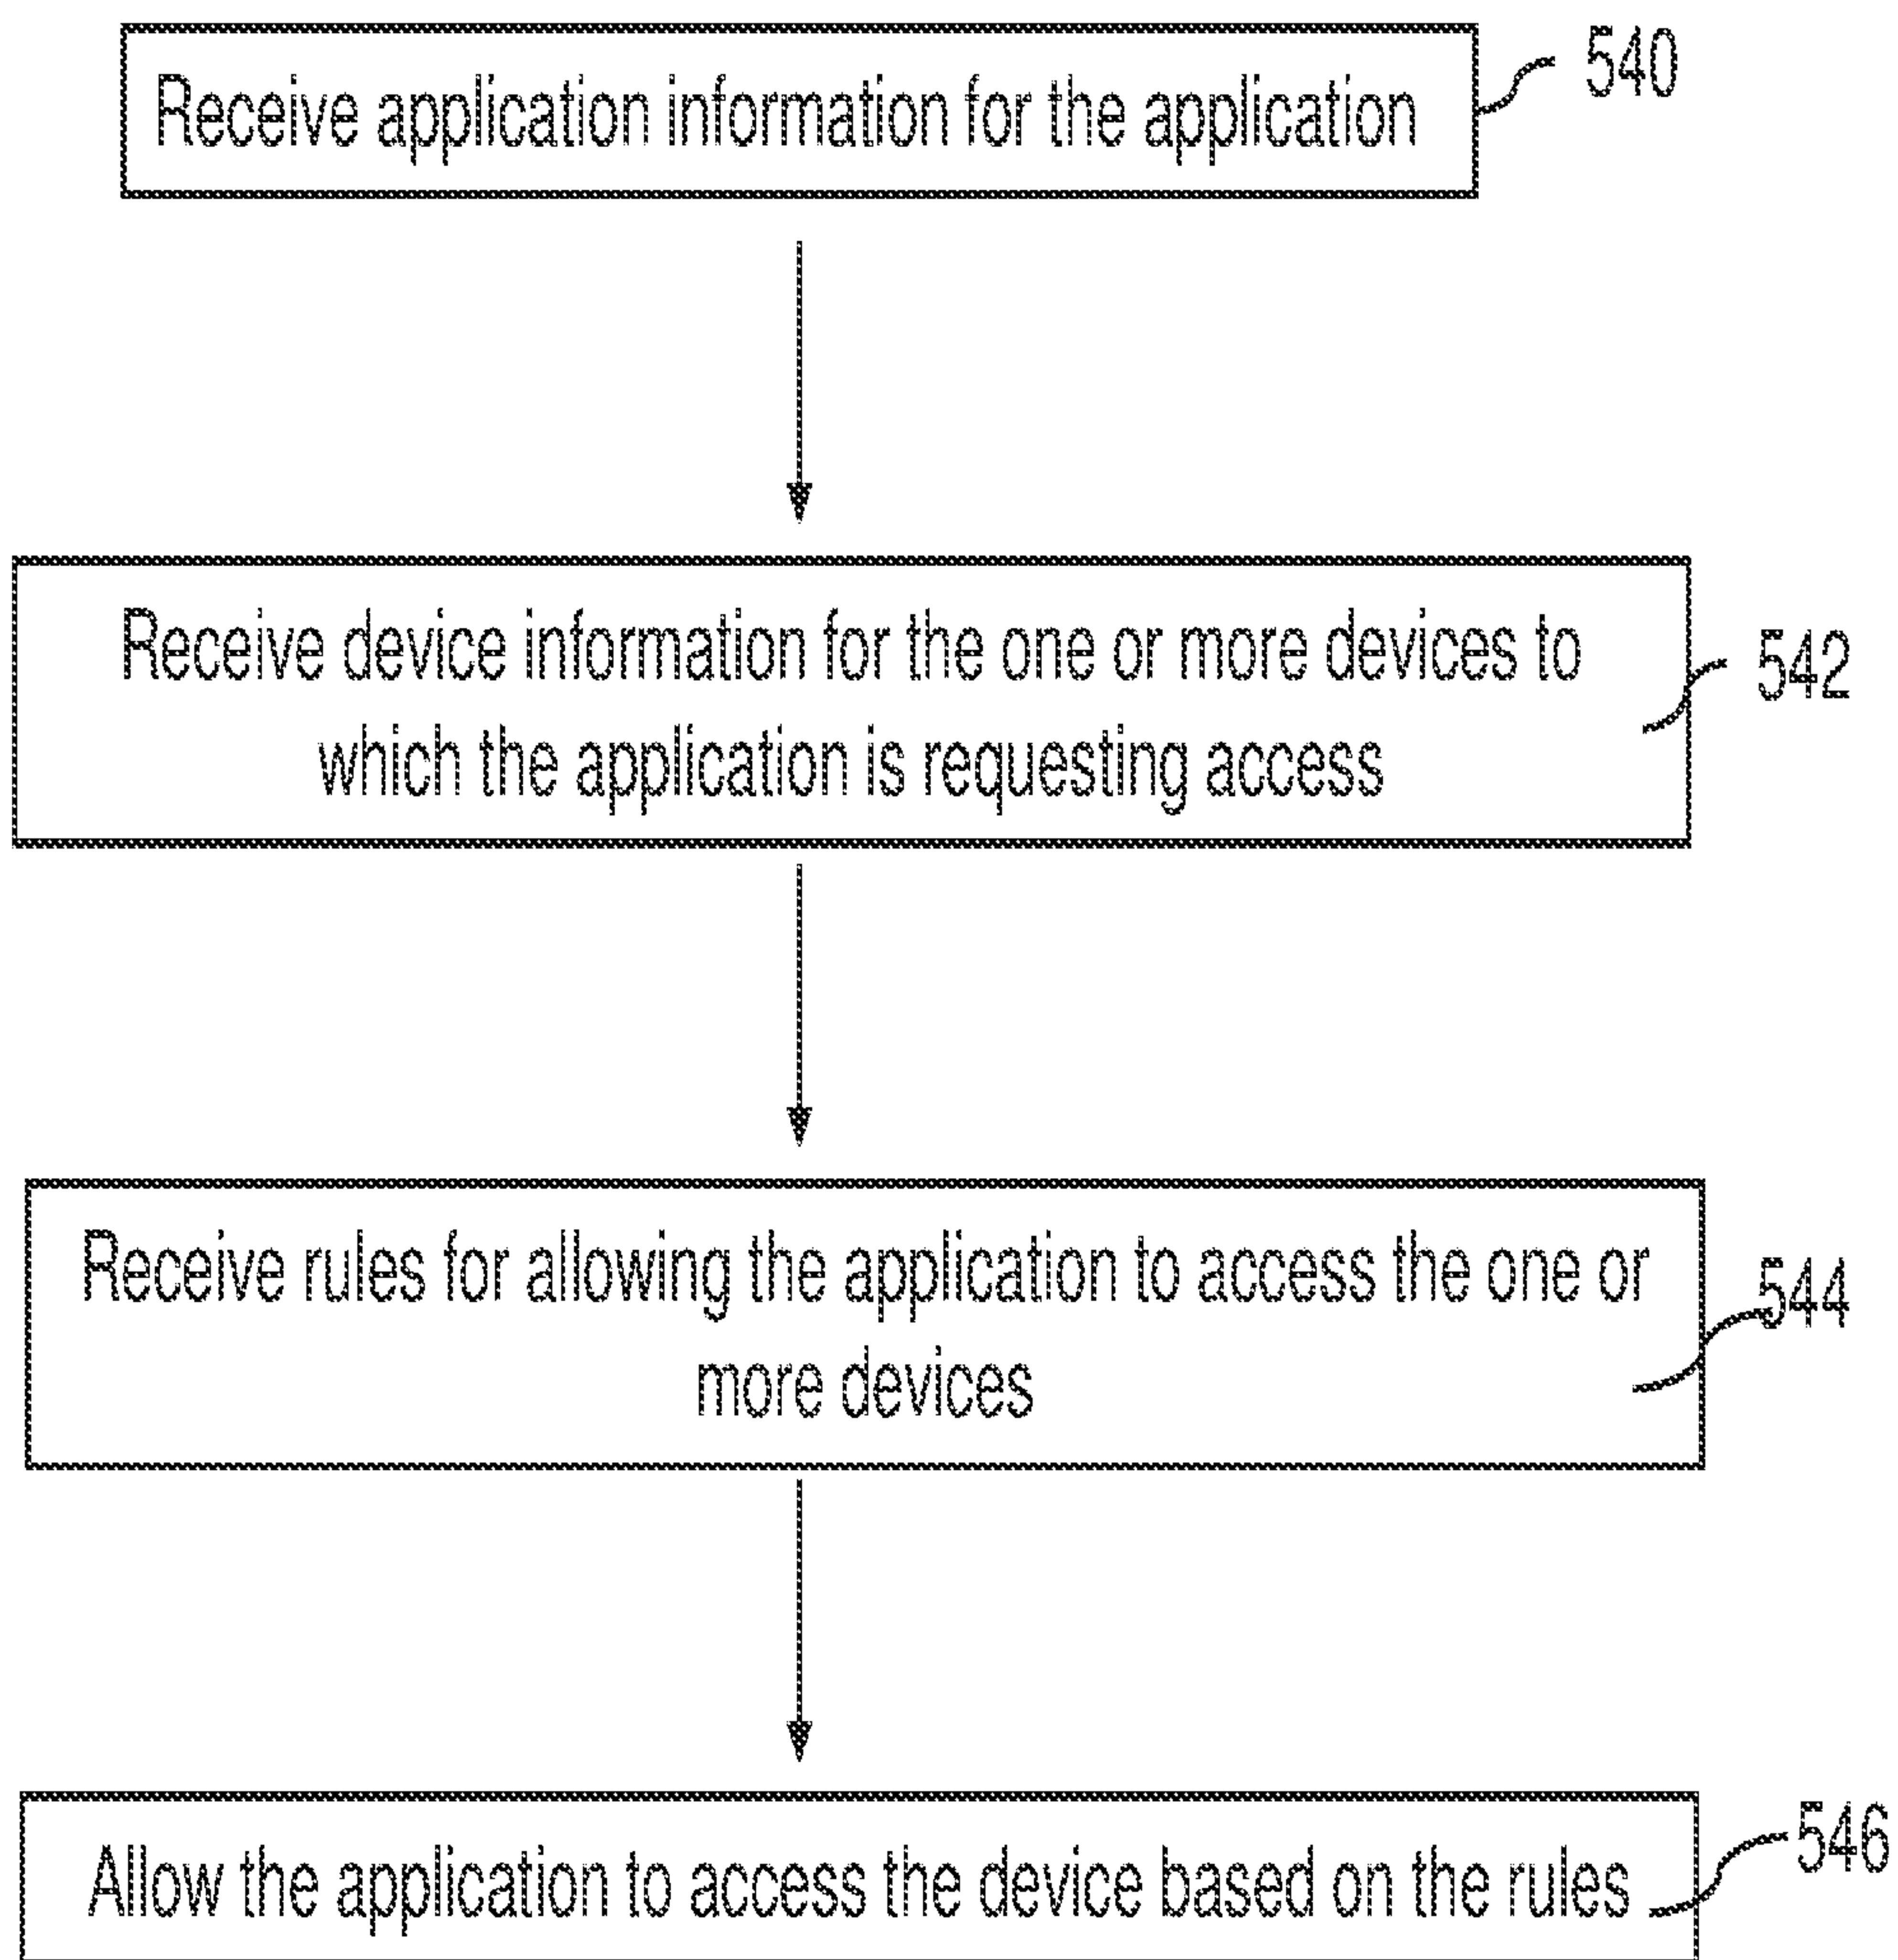 Receive application information for the application
540
Receive device information for the one or more devices to
which the application is requesting access
542
Receive rules for allowing the application to access the one or
more devices
544
Allow the application to access the device based on the rules
546